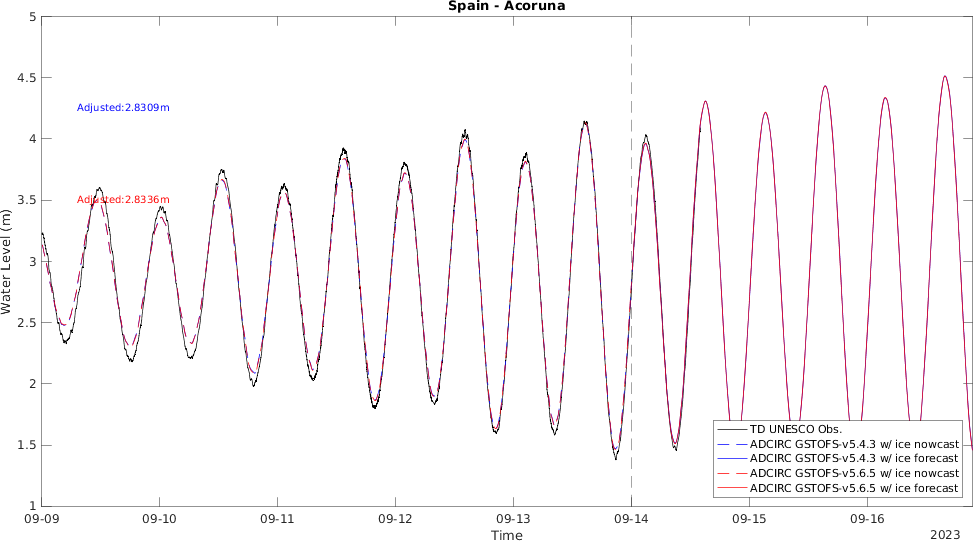 Spain - Acoruna
5
4.5
4
3.5
3
2.5
2
1.5
1
Water Level (m)
Adjusted:2.8309m
Adjusted:2.8336m
TD UNESCO Obs.
ADCIRC GSTOFS-v5.4.3 w/ ice nowcast
ADCIRC GSTOFS-v5.4.3 w/ ice forecast
ADCIRC GSTOFS-v5.6.5 w/ ice nowcast
ADCIRC GSTOFS-v5.6.5 w/ ice forecast
09-09 09-10 09-11 09-12 09-13 09-14 09-15 09-16
Time
2023